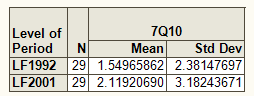 7Q10
Level of Period N Mean Std Dev
LF1992 29 1.54965862 2.38147697
LF2001 29 2.11920690 3.18243671